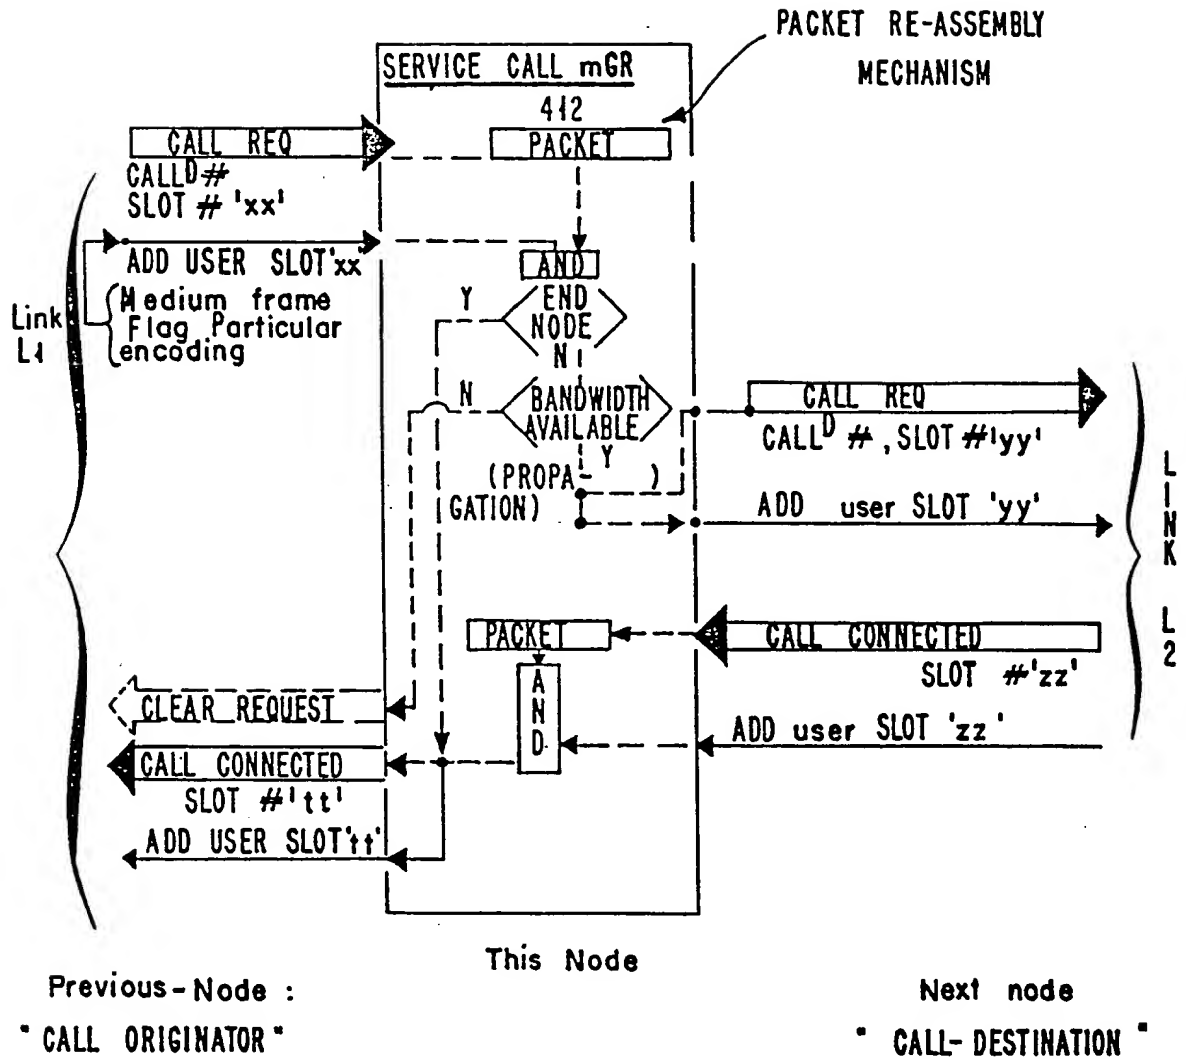 PACKET RE-ASSEMBLY
MECHANISM
SERVICE CALL mGR
412
CALL REQ
PACKET
CALLD #
SLOT # 'xx'
ADD USER SLOT'xx'
AND
Medium frame
Flag Particular
encoding
Link
L1
Y
END
NODE
N
N
BANDWIDTH
AVAILABLE
Y
(PROPA- )
GATION)
CALL REQ
CALLD #, SLOT #'yy'
ADD user SLOT 'yy'
LINK L2
PACKET
CALL CONNECTED
SLOT #'zz'
AND
CLEAR REQUEST
ADD user SLOT 'zz'
CALL CONNECTED
SLOT #'tt'
ADD USER SLOT'tt'
This Node
Previous-Node :
"CALL ORIGINATOR"
Next node
"CALL-DESTINATION"